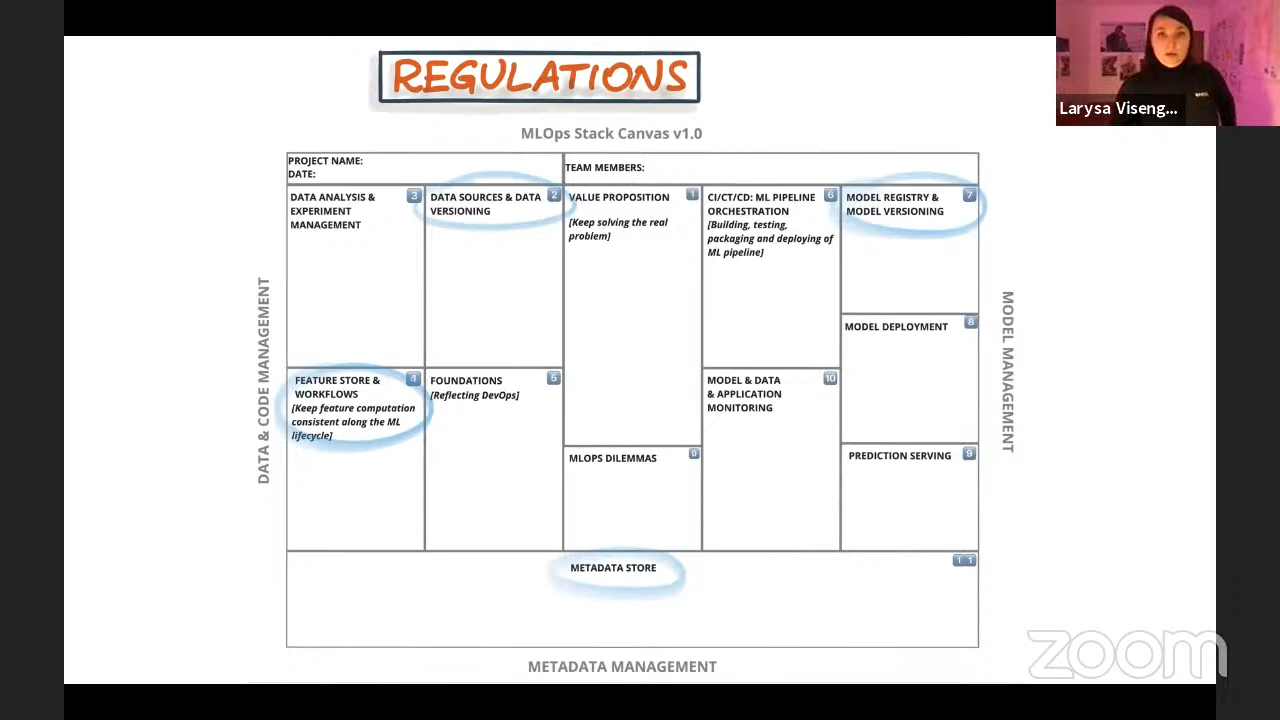 REGULATIONS
Larysa Viseng...
MLOps Stack Canvas v1.0
PROJECT NAME:
DATE:
TEAM MEMBERS:
DATA ANALYSIS &
EXPERIMENT
MANAGEMENT
3
DATA SOURCES & DATA
VERSIONING
2
VALUE PROPOSITION
1
[Keep solving the real
problem]
CI/CT/CD: ML PIPELINE
ORCHESTRATION
6
[Building, testing,
packaging and deploying of
ML pipeline]
MODEL REGISTRY &
MODEL VERSIONING
7
MODEL DEPLOYMENT
8
FEATURE STORE &
WORKFLOWS
4
[Keep feature computation
consistent along the ML
lifecycle]
FOUNDATIONS
5
[Reflecting DevOps]
MLOPS DILEMMAS
0
MODEL & DATA
& APPLICATION
MONITORING
10
PREDICTION SERVING
9
METADATA STORE
11
DATA & CODE MANAGEMENT
MODEL MANAGEMENT
METADATA MANAGEMENT
zoom